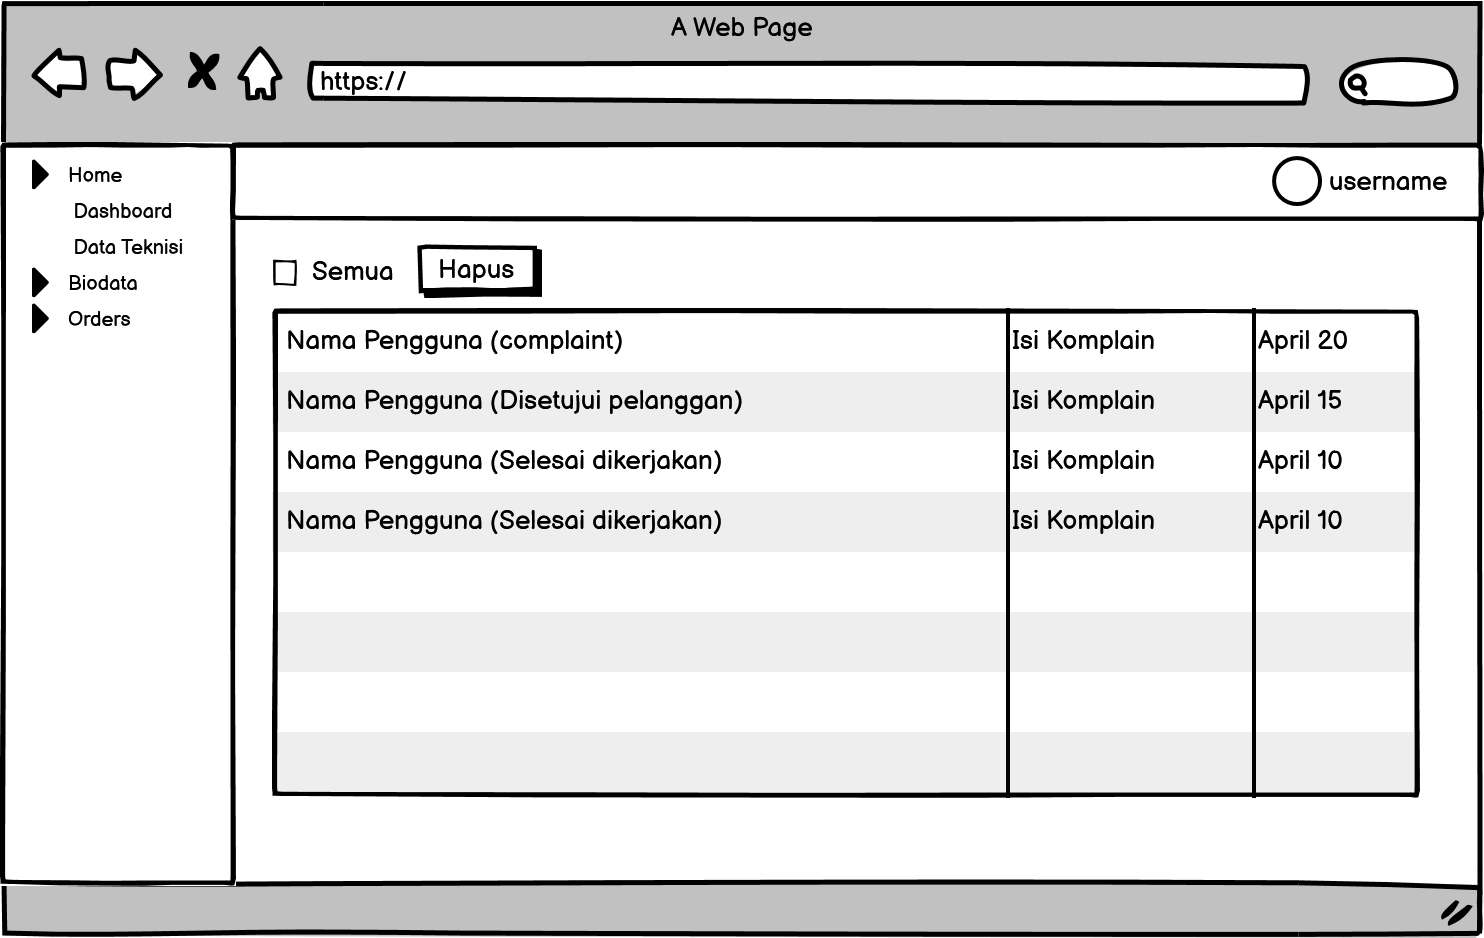 A Web Page
https://
Home
Dashboard
Data Teknisi
Biodata
Orders
username
Semua
Hapus
Nama Pengguna (complaint) Isi Komplain April 20
Nama Pengguna (Disetujui pelanggan) Isi Komplain April 15
Nama Pengguna (Selesai dikerjakan) Isi Komplain April 10
Nama Pengguna (Selesai dikerjakan) Isi Komplain April 10